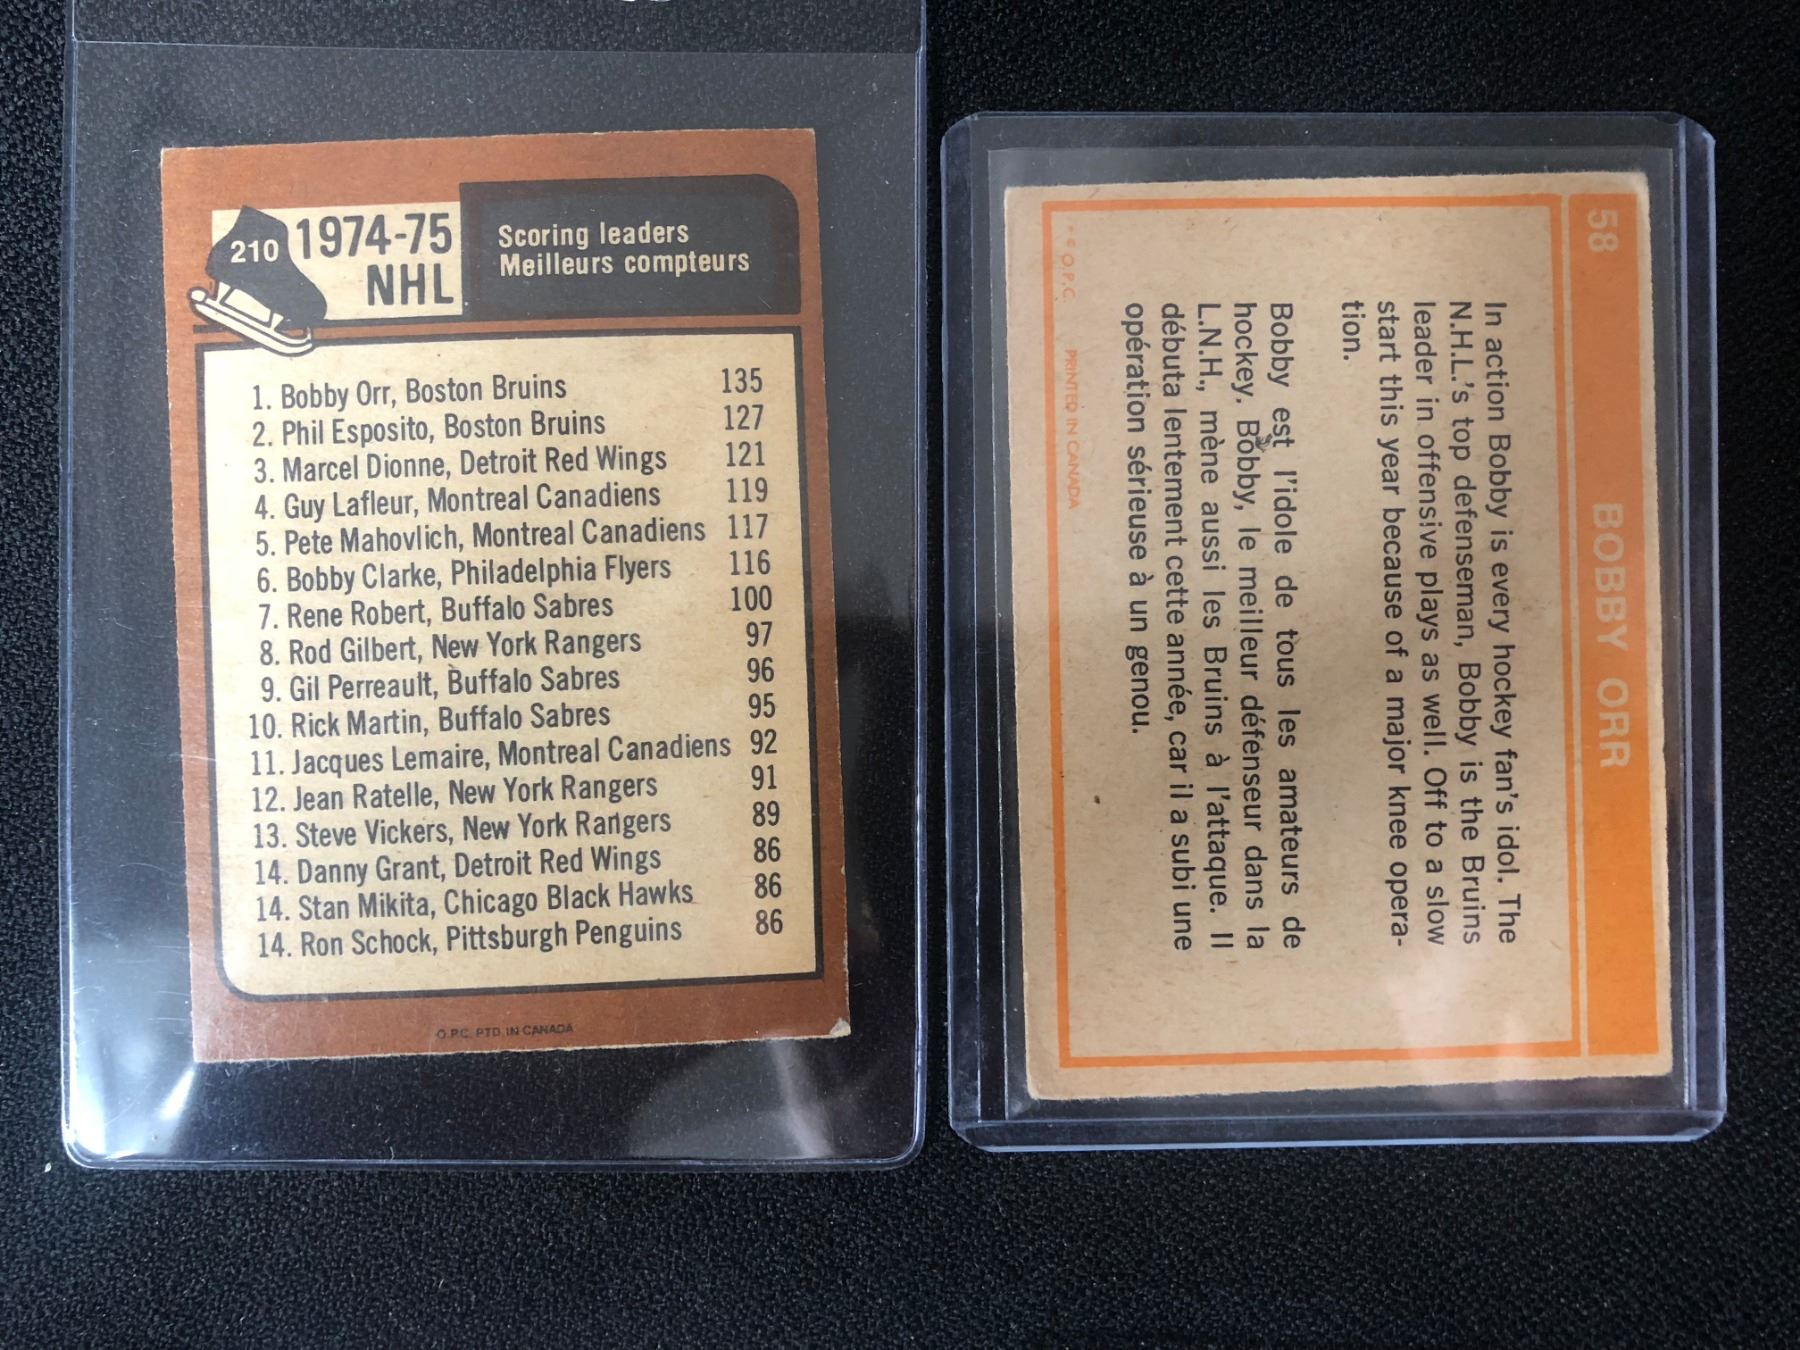 210
1974-75
NHL
Scoring leaders
Meilleurs compteurs
1. Bobby Orr, Boston Bruins 135
2. Phil Esposito, Boston Bruins 127
3. Marcel Dionne, Detroit Red Wings 121
4. Guy Lafleur, Montreal Canadiens 119
5. Pete Mahovlich, Montreal Canadiens 117
6. Bobby Clarke, Philadelphia Flyers 116
7. Rene Robert, Buffalo Sabres 100
8. Rod Gilbert, New York Rangers 97
9. Gil Perreault, Buffalo Sabres 96
10. Rick Martin, Buffalo Sabres 95
11. Jacques Lemaire, Montreal Canadiens 92
12. Jean Ratelle, New York Rangers 91
13. Steve Vickers, New York Rangers 89
14. Danny Grant, Detroit Red Wings 86
14. Stan Mikita, Chicago Black Hawks 86
14. Ron Schock, Pittsburgh Penguins 86
O.P.C. PTD. IN CANADA
58 BOBBY ORR
In action Bobby is every hockey fan's idol. The
N.H.L.'s top defenseman, Bobby is the Bruins
leader in offensive plays as well. Off to a slow
start this year because of a major knee opera-
tion.
Bobby est l'idole de tous les amateurs de
hockey. Bobby, le meilleur défenseur dans la
L.N.H., mène aussi les Bruins à l'attaque. Il
débuta lentement cette année, car il a subi une
opération sérieuse à un genou.
© O.P.C. PRINTED IN CANADA